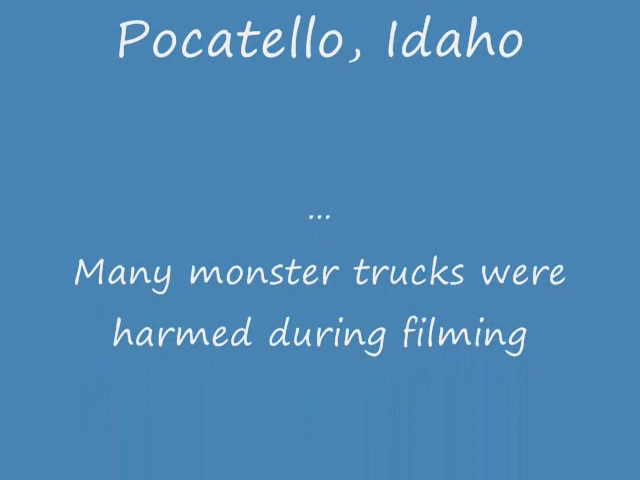 Pocatello, Idaho
...
Many monster trucks were
harmed during filming